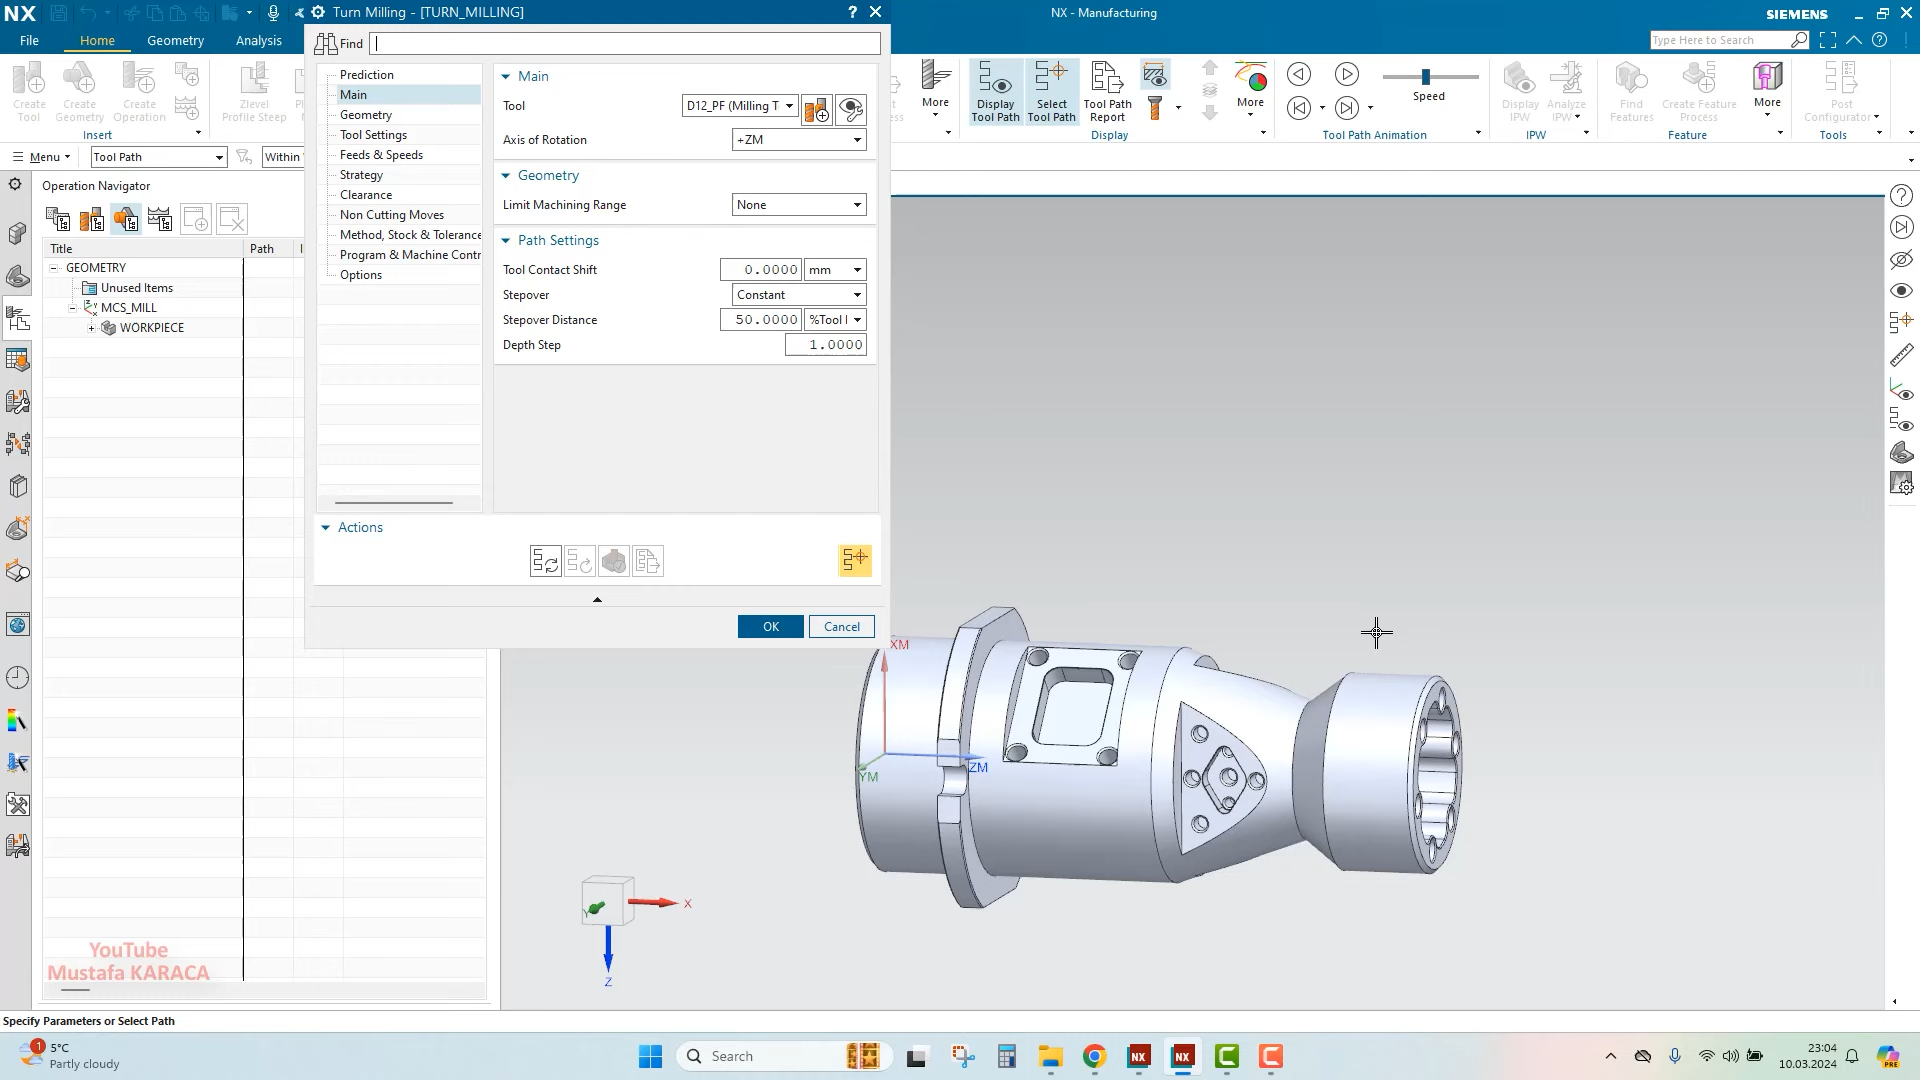 NX
Turn Milling - [TURN_MILLING]
?
NX - Manufacturing
SIEMENS
File
Home
Geometry
Analysis
Find
Type Here to Search
Create
Tool
Create
Geometry
Create
Operation
Zlevel
Profile Steep
Insert
More
Display
Tool Path
Select
Tool Path
Tool Path
Report
More
Display
Speed
Tool Path Animation
Display
IPW
Analyze
IPW
IPW
Find
Features
Create Feature
Process
More
Feature
Post
Configurator
Tools
Menu
Tool Path
Within
Operation Navigator
Title
Path
GEOMETRY
Unused Items
MCS_MILL
WORKPIECE
Prediction
Main
Geometry
Tool Settings
Feeds & Speeds
Strategy
Clearance
Non Cutting Moves
Method, Stock & Tolerance
Program & Machine Contr
Options
Main
Tool
D12_PF (Milling T
Axis of Rotation
+ZM
Geometry
Limit Machining Range
None
Path Settings
Tool Contact Shift
0.0000
mm
Stepover
Constant
Stepover Distance
50.0000
%Tool
Depth Step
1.0000
Actions
OK
Cancel
XM
YM
ZM
X
Y
Z
YouTube
Mustafa KARACA
Specify Parameters or Select Path
1
5°C
Partly cloudy
Search
NX
NX
23:04
10.03.2024
PRE